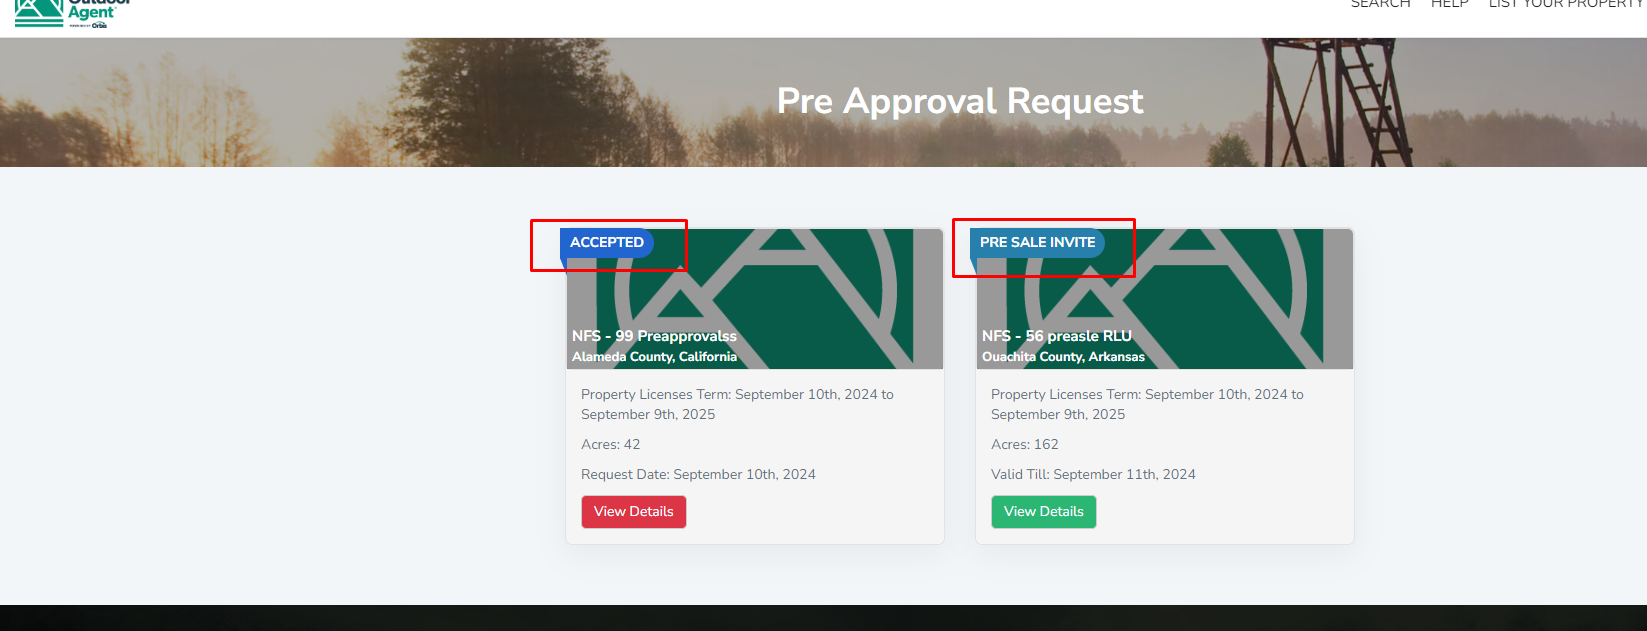 Outdoor
Agent
Orbis
SEARCH HELP LIST YOUR PROPERTY
Pre Approval Request
ACCEPTED
NFS - 99 Preapprovalss
Alameda County, California
Property Licenses Term: September 10th, 2024 to
September 9th, 2025
Acres: 42
Request Date: September 10th, 2024
View Details
PRE SALE INVITE
NFS - 56 preasle RLU
Ouachita County, Arkansas
Property Licenses Term: September 10th, 2024 to
September 9th, 2025
Acres: 162
Valid Till: September 11th, 2024
View Details